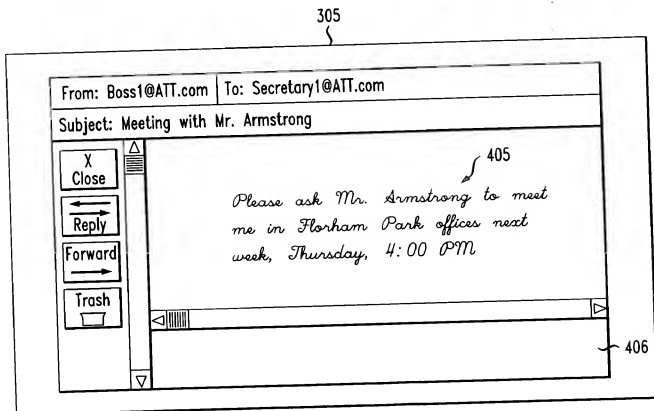 305
From: Boss1@ATT.com To: Secretary1@ATT.com
Subject: Meeting with Mr. Armstrong
X
Close
Reply
Forward
Trash
405
Please ask Mr. Armstrong to meet
me in Florham Park offices next
week, Thursday, 4:00 PM
406